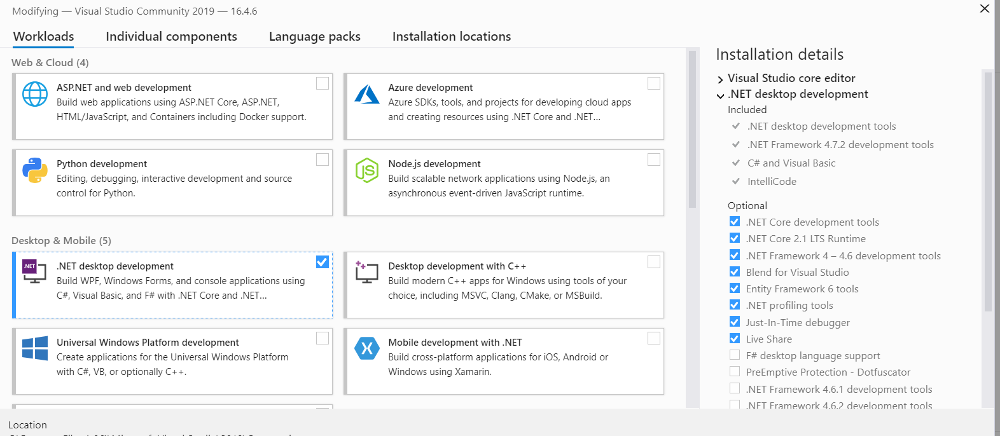 Modifying — Visual Studio Community 2019 — 16.4.6
Workloads
Individual components
Language packs
Installation locations
Web & Cloud (4)
ASP.NET and web development
Build web applications using ASP.NET Core, ASP.NET,
HTML/JavaScript, and Containers including Docker support.
Azure development
Azure SDKs, tools, and projects for developing cloud apps
and creating resources using .NET Core and .NET...
Python development
Editing, debugging, interactive development and source
control for Python.
Node.js development
Build scalable network applications using Node.js, an
asynchronous event-driven JavaScript runtime.
Desktop & Mobile (5)
.NET
.NET desktop development
Build WPF, Windows Forms, and console applications using
C#, Visual Basic, and F# with .NET Core and .NET...
Desktop development with C++
Build modern C++ apps for Windows using tools of your
choice, including MSVC, Clang, CMake, or MSBuild.
Universal Windows Platform development
Create applications for the Universal Windows Platform
with C#, VB, or optionally C++.
Mobile development with .NET
Build cross-platform applications for iOS, Android or
Windows using Xamarin.
Location
Installation details
Visual Studio core editor
.NET desktop development
Included
.NET desktop development tools
.NET Framework 4.7.2 development tools
C# and Visual Basic
IntelliCode
Optional
.NET Core development tools
.NET Core 2.1 LTS Runtime
.NET Framework 4 – 4.6 development tools
Blend for Visual Studio
Entity Framework 6 tools
.NET profiling tools
Just-In-Time debugger
Live Share
F# desktop language support
PreEmptive Protection - Dotfuscator
.NET Framework 4.6.1 development tools
.NET Framework 4.6.2 development tools